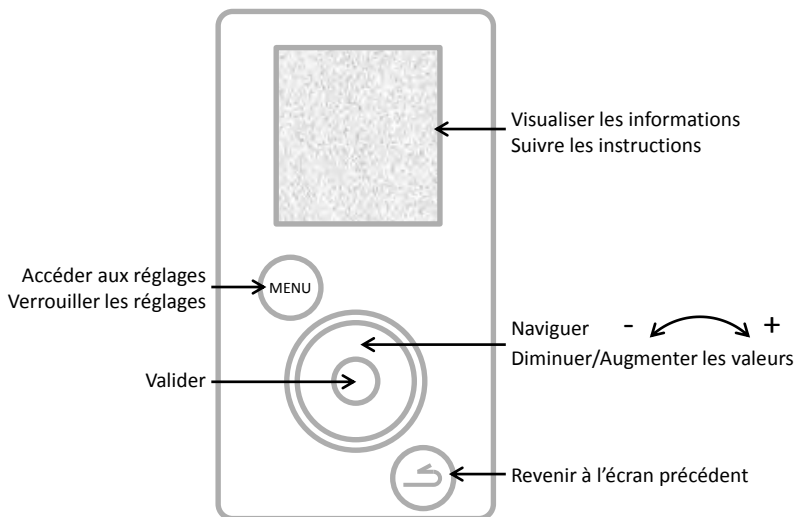 Visualiser les informations
Suivre les instructions
Accéder aux réglages
Verrouiller les réglages
MENU
Naviguer - +
Diminuer/Augmenter les valeurs
Valider
Revenir à l’écran précédent